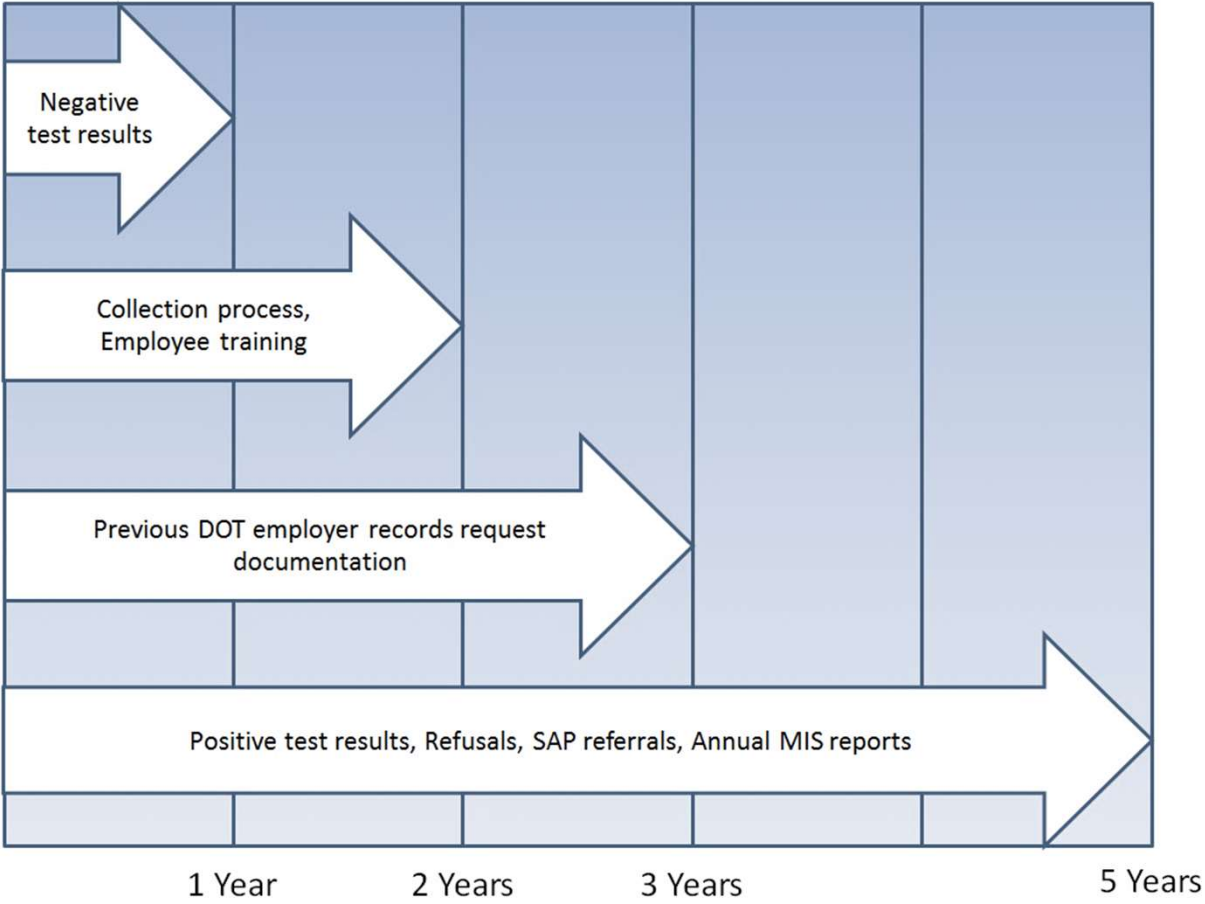 Negative
test results
Collection process,
Employee training
Previous DOT employer records request
documentation
Positive test results, Refusals, SAP referrals, Annual MIS reports
1 Year
2 Years
3 Years
5 Years